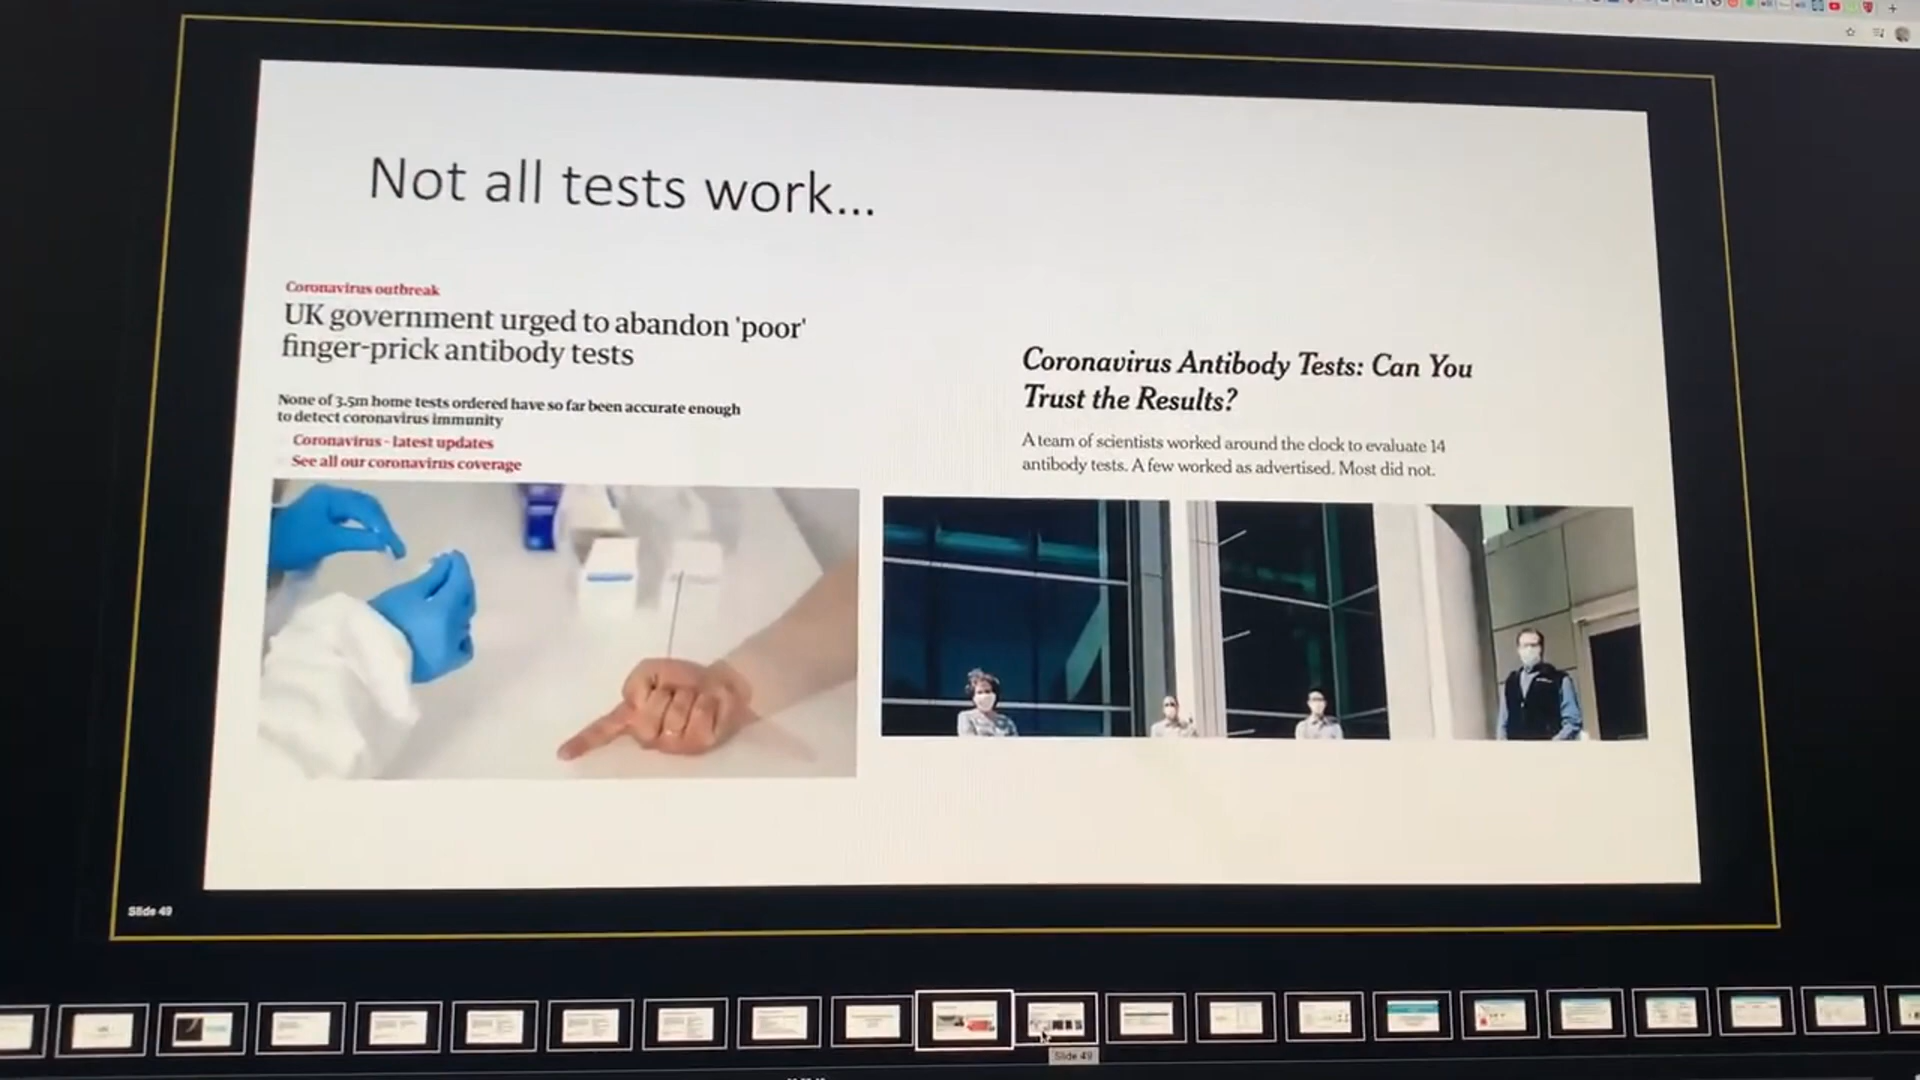 Not all tests work...
Coronavirus outbreak
UK government urged to abandon 'poor'
finger-prick antibody tests
None of 3.5m home tests ordered have so far been accurate enough
to detect coronavirus immunity
Coronavirus - latest updates
See all our coronavirus coverage
Coronavirus Antibody Tests: Can You
Trust the Results?
A team of scientists worked around the clock to evaluate 14
antibody tests. A few worked as advertised. Most did not.
Slide 49
Slide 49